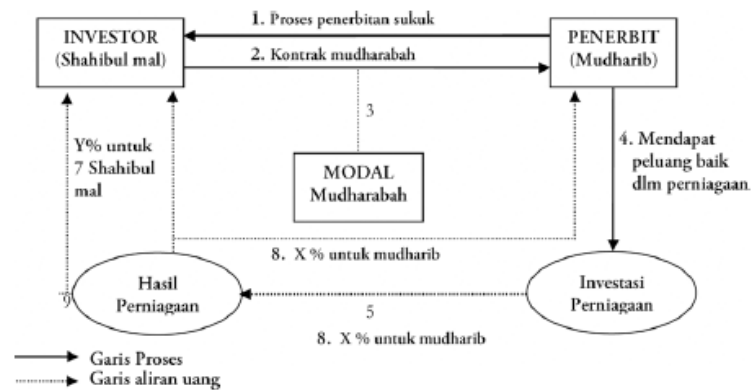 1. Proses penerbitan sukuk
INVESTOR
(Shahibul mal)
PENERBIT
(Mudharib)
2. Kontrak mudharabah
3
Y% untuk
7 Shahibul
mal
4. Mendapat
peluang baik
dlm perniagaan
MODAL
Mudharabah
8. X % untuk mudharib
Hasil
Perniagaan
Investasi
Perniagaan
9
5
8. X % untuk mudharib
Garis Proses
Garis aliran uang